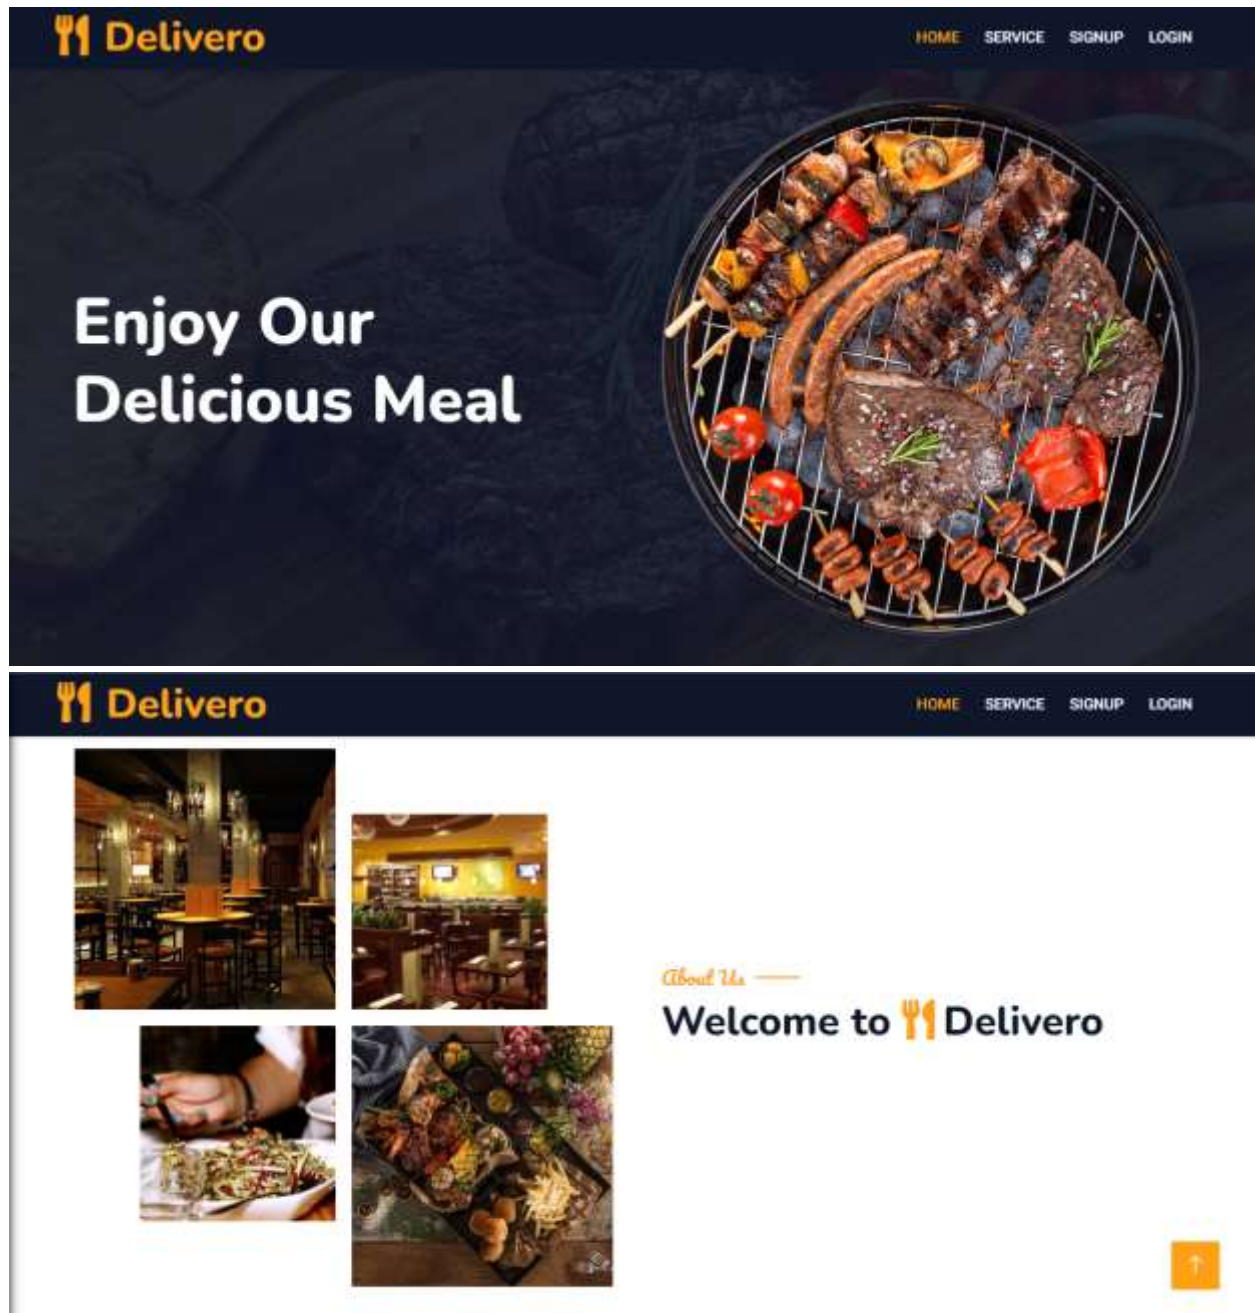 Delivero
HOME SERVICE SIGNUP LOGIN
Enjoy Our
Delicious Meal
Delivero
HOME SERVICE SIGNUP LOGIN
About Us
Welcome to Delivero